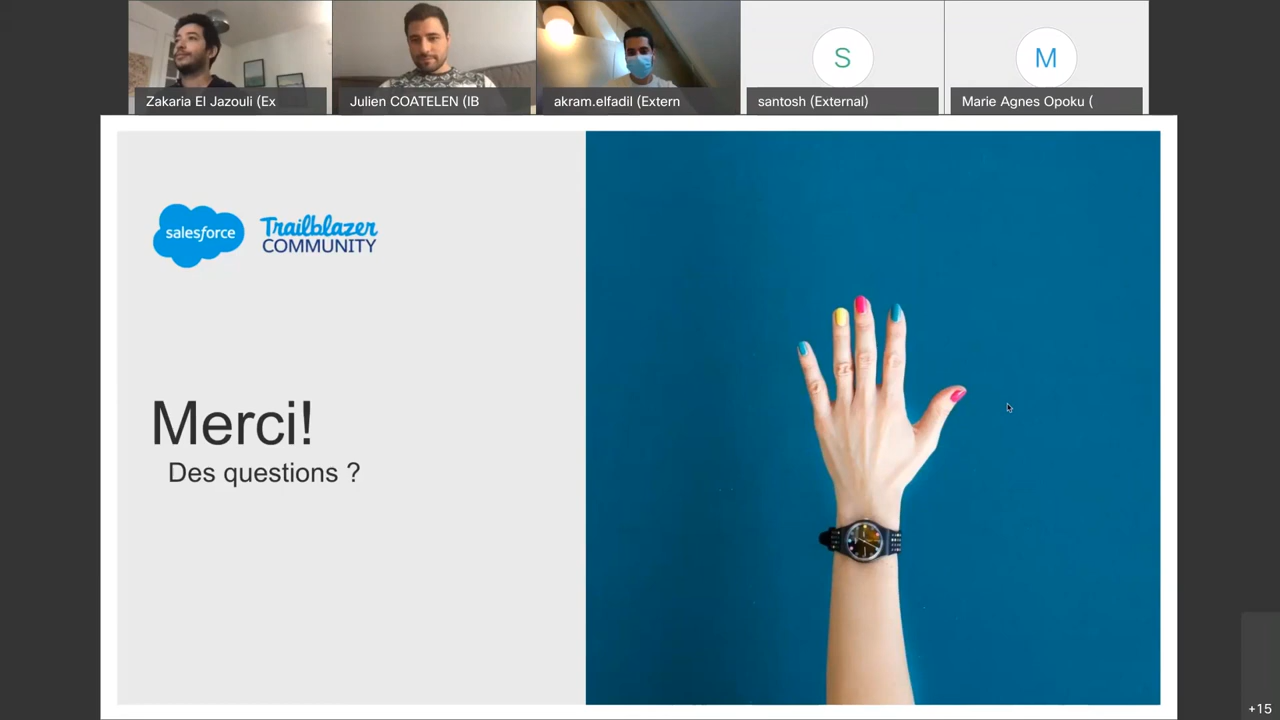 Zakaria El Jazouli (Ex
Julien COATELEN (IB
akram.elfadil (Extern
S
santosh (External)
M
Marie Agnes Opoku (
salesforce
Trailblazer
COMMUNITY
Merci!
Des questions ?
+15